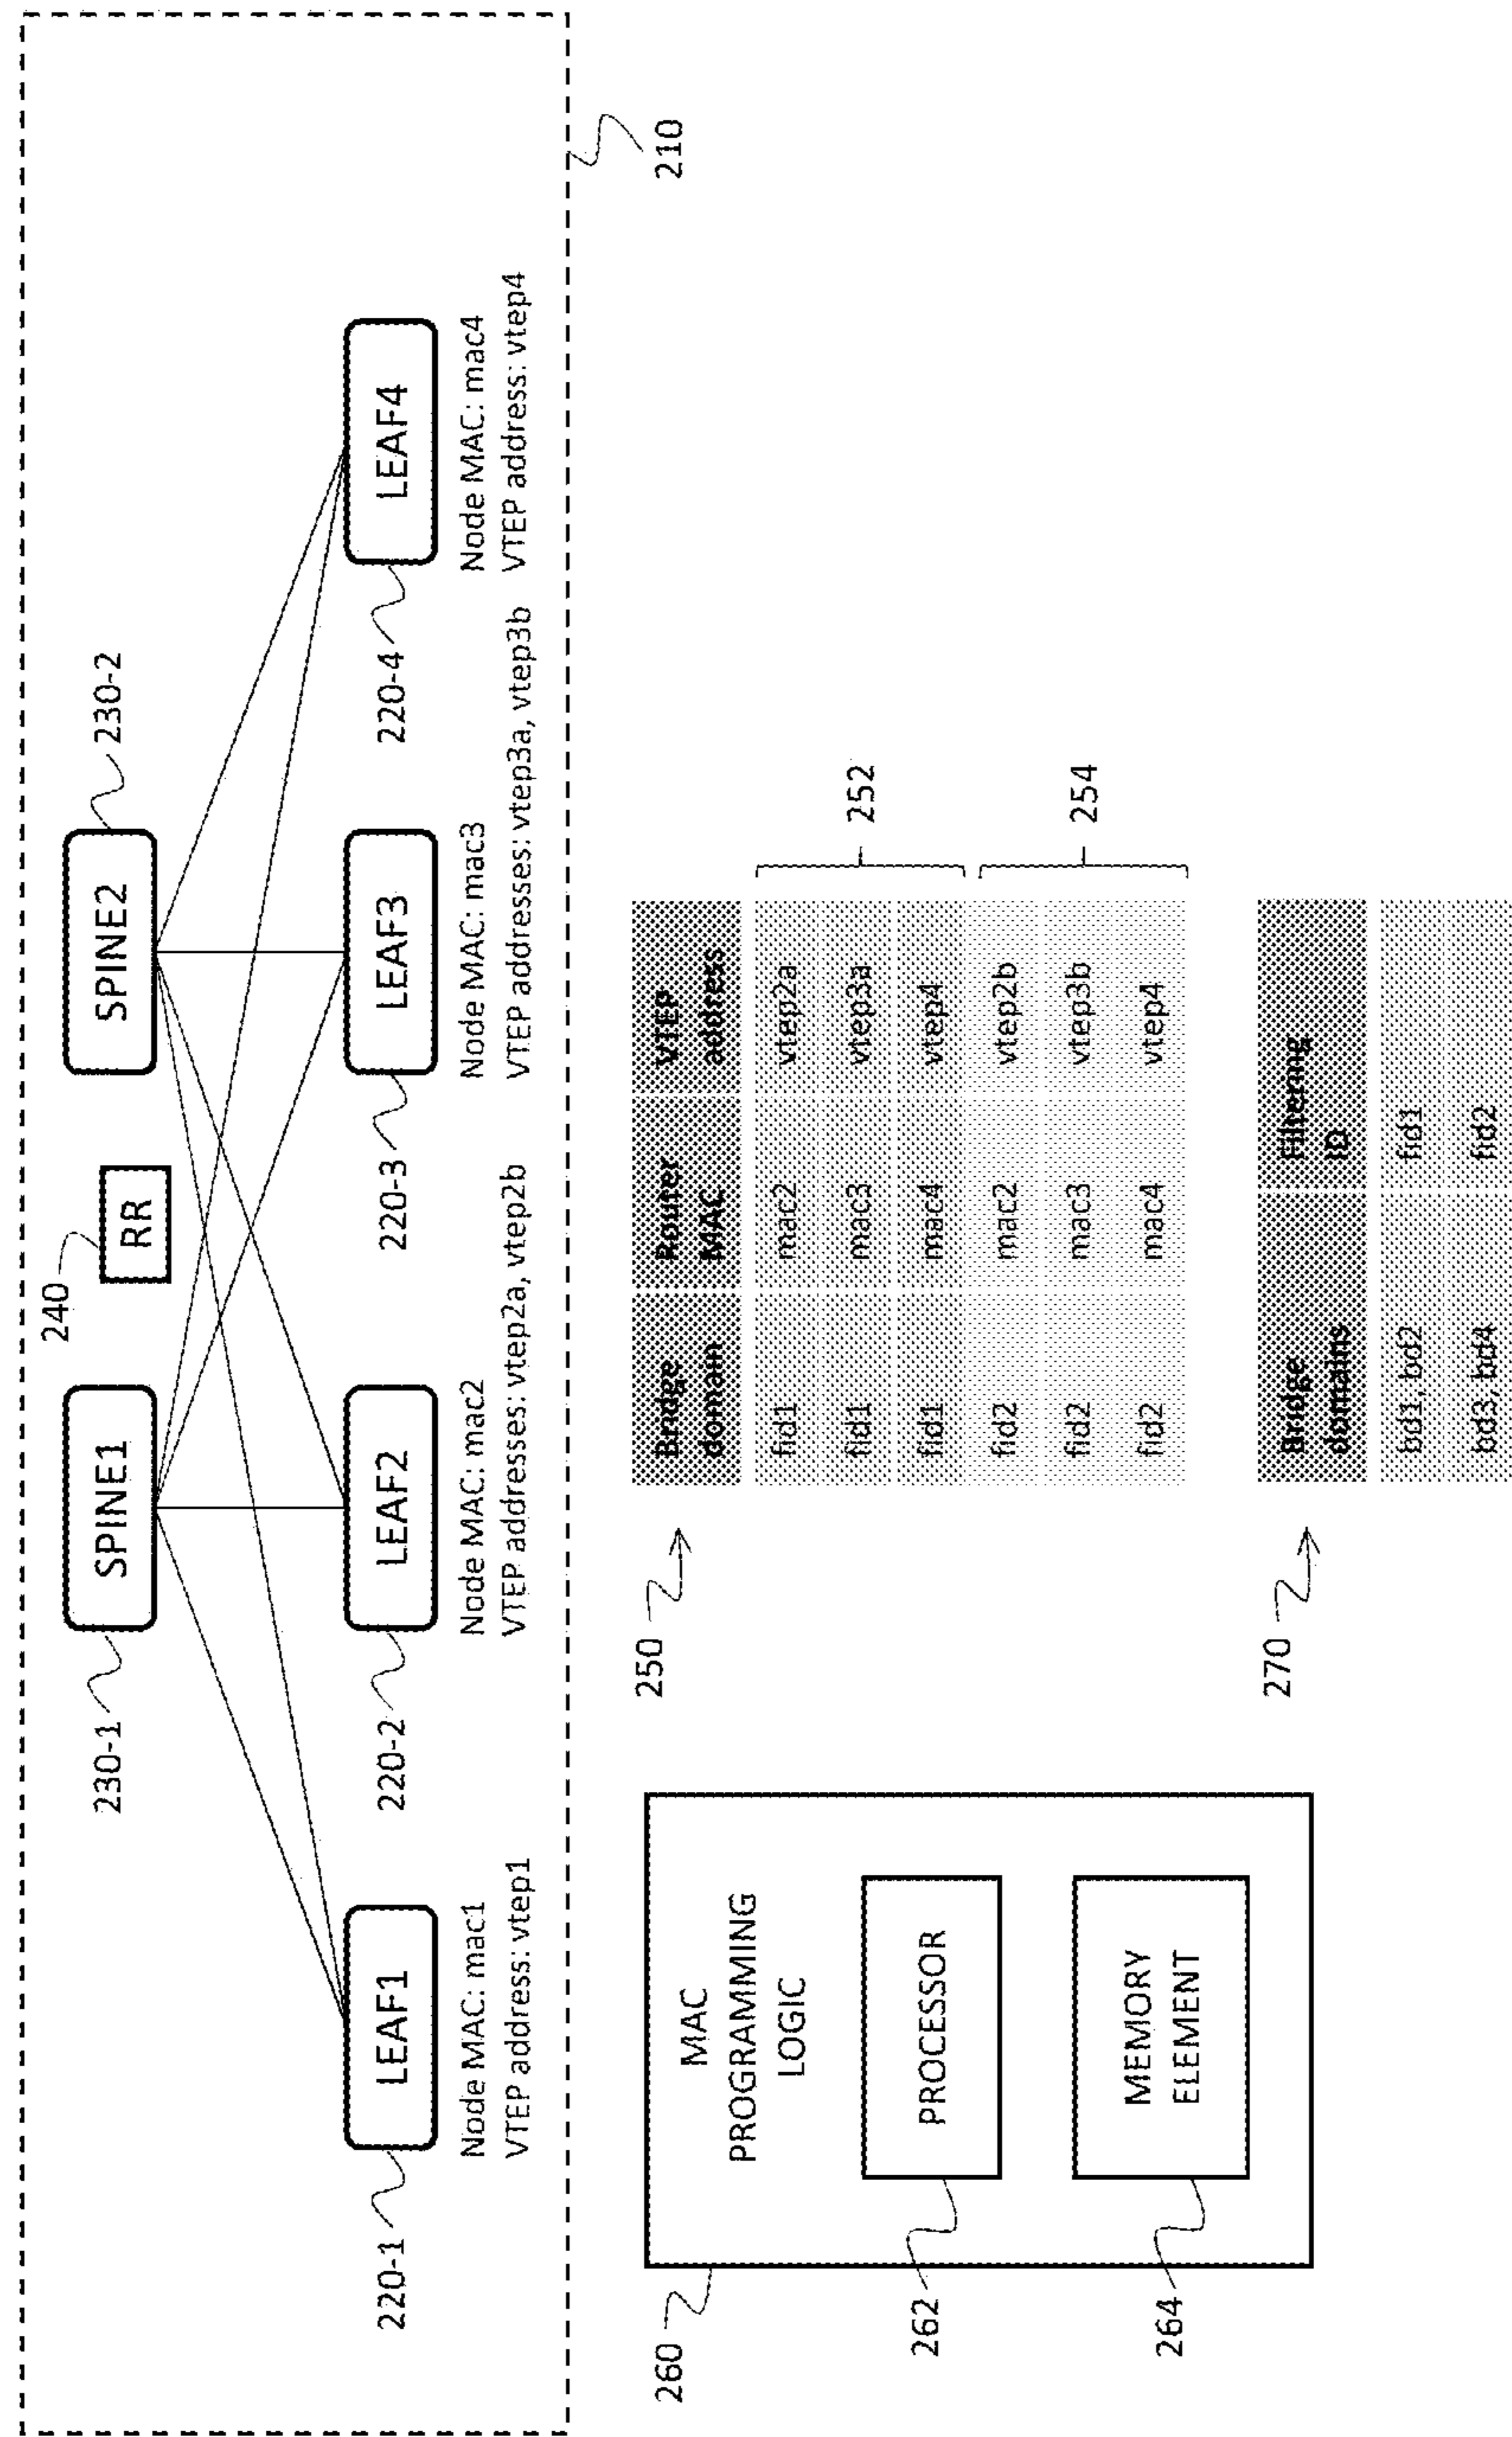 240
230-1
SPINE1
RR
SPINE2
230-2
220-1
LEAF1
220-2
LEAF2
220-3
LEAF3
220-4
LEAF4
Node MAC: mac1
VTEP address: vtep1
Node MAC: mac2
VTEP addresses: vtep2a, vtep2b
Node MAC: mac3
VTEP addresses: vtep3a, vtep3b
Node MAC: mac4
VTEP address: vtep4
210
260
MAC
PROGRAMMING
LOGIC
262
PROCESSOR
264
MEMORY
ELEMENT
250
Bridge domain Router MAC VTEP address
fid1 mac2 vtep2a
fid1 mac3 vtep3a
fid1 mac4 vtep4
fid2 mac2 vtep2b
fid2 mac3 vtep3b
fid2 mac4 vtep4
252
254
270
Bridge domains Filtering ID
bd1, bd2 fid1
bd3, bd4 fid2